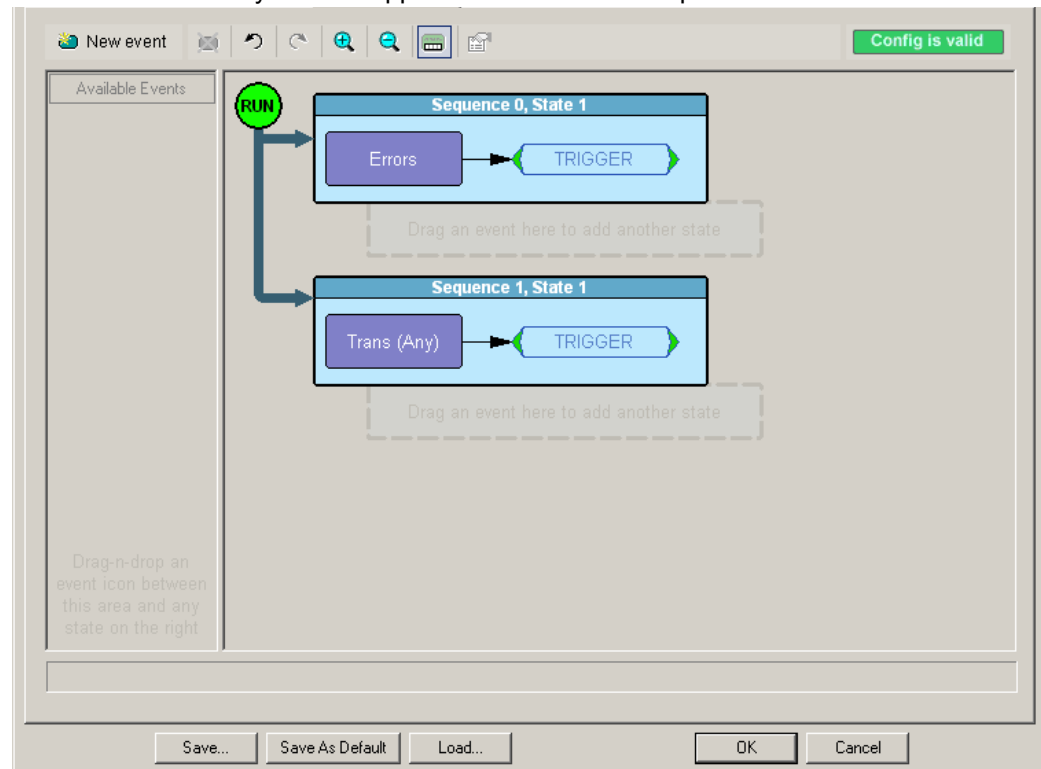 New event
Config is valid
Available Events
RUN
Sequence 0, State 1
Errors
TRIGGER
Drag an event here to add another state
Sequence 1, State 1
Trans (Any)
TRIGGER
Drag an event here to add another state
Drag-n-drop an
event icon between
this area and any
state on the right
Save...
Save As Default
Load...
OK
Cancel